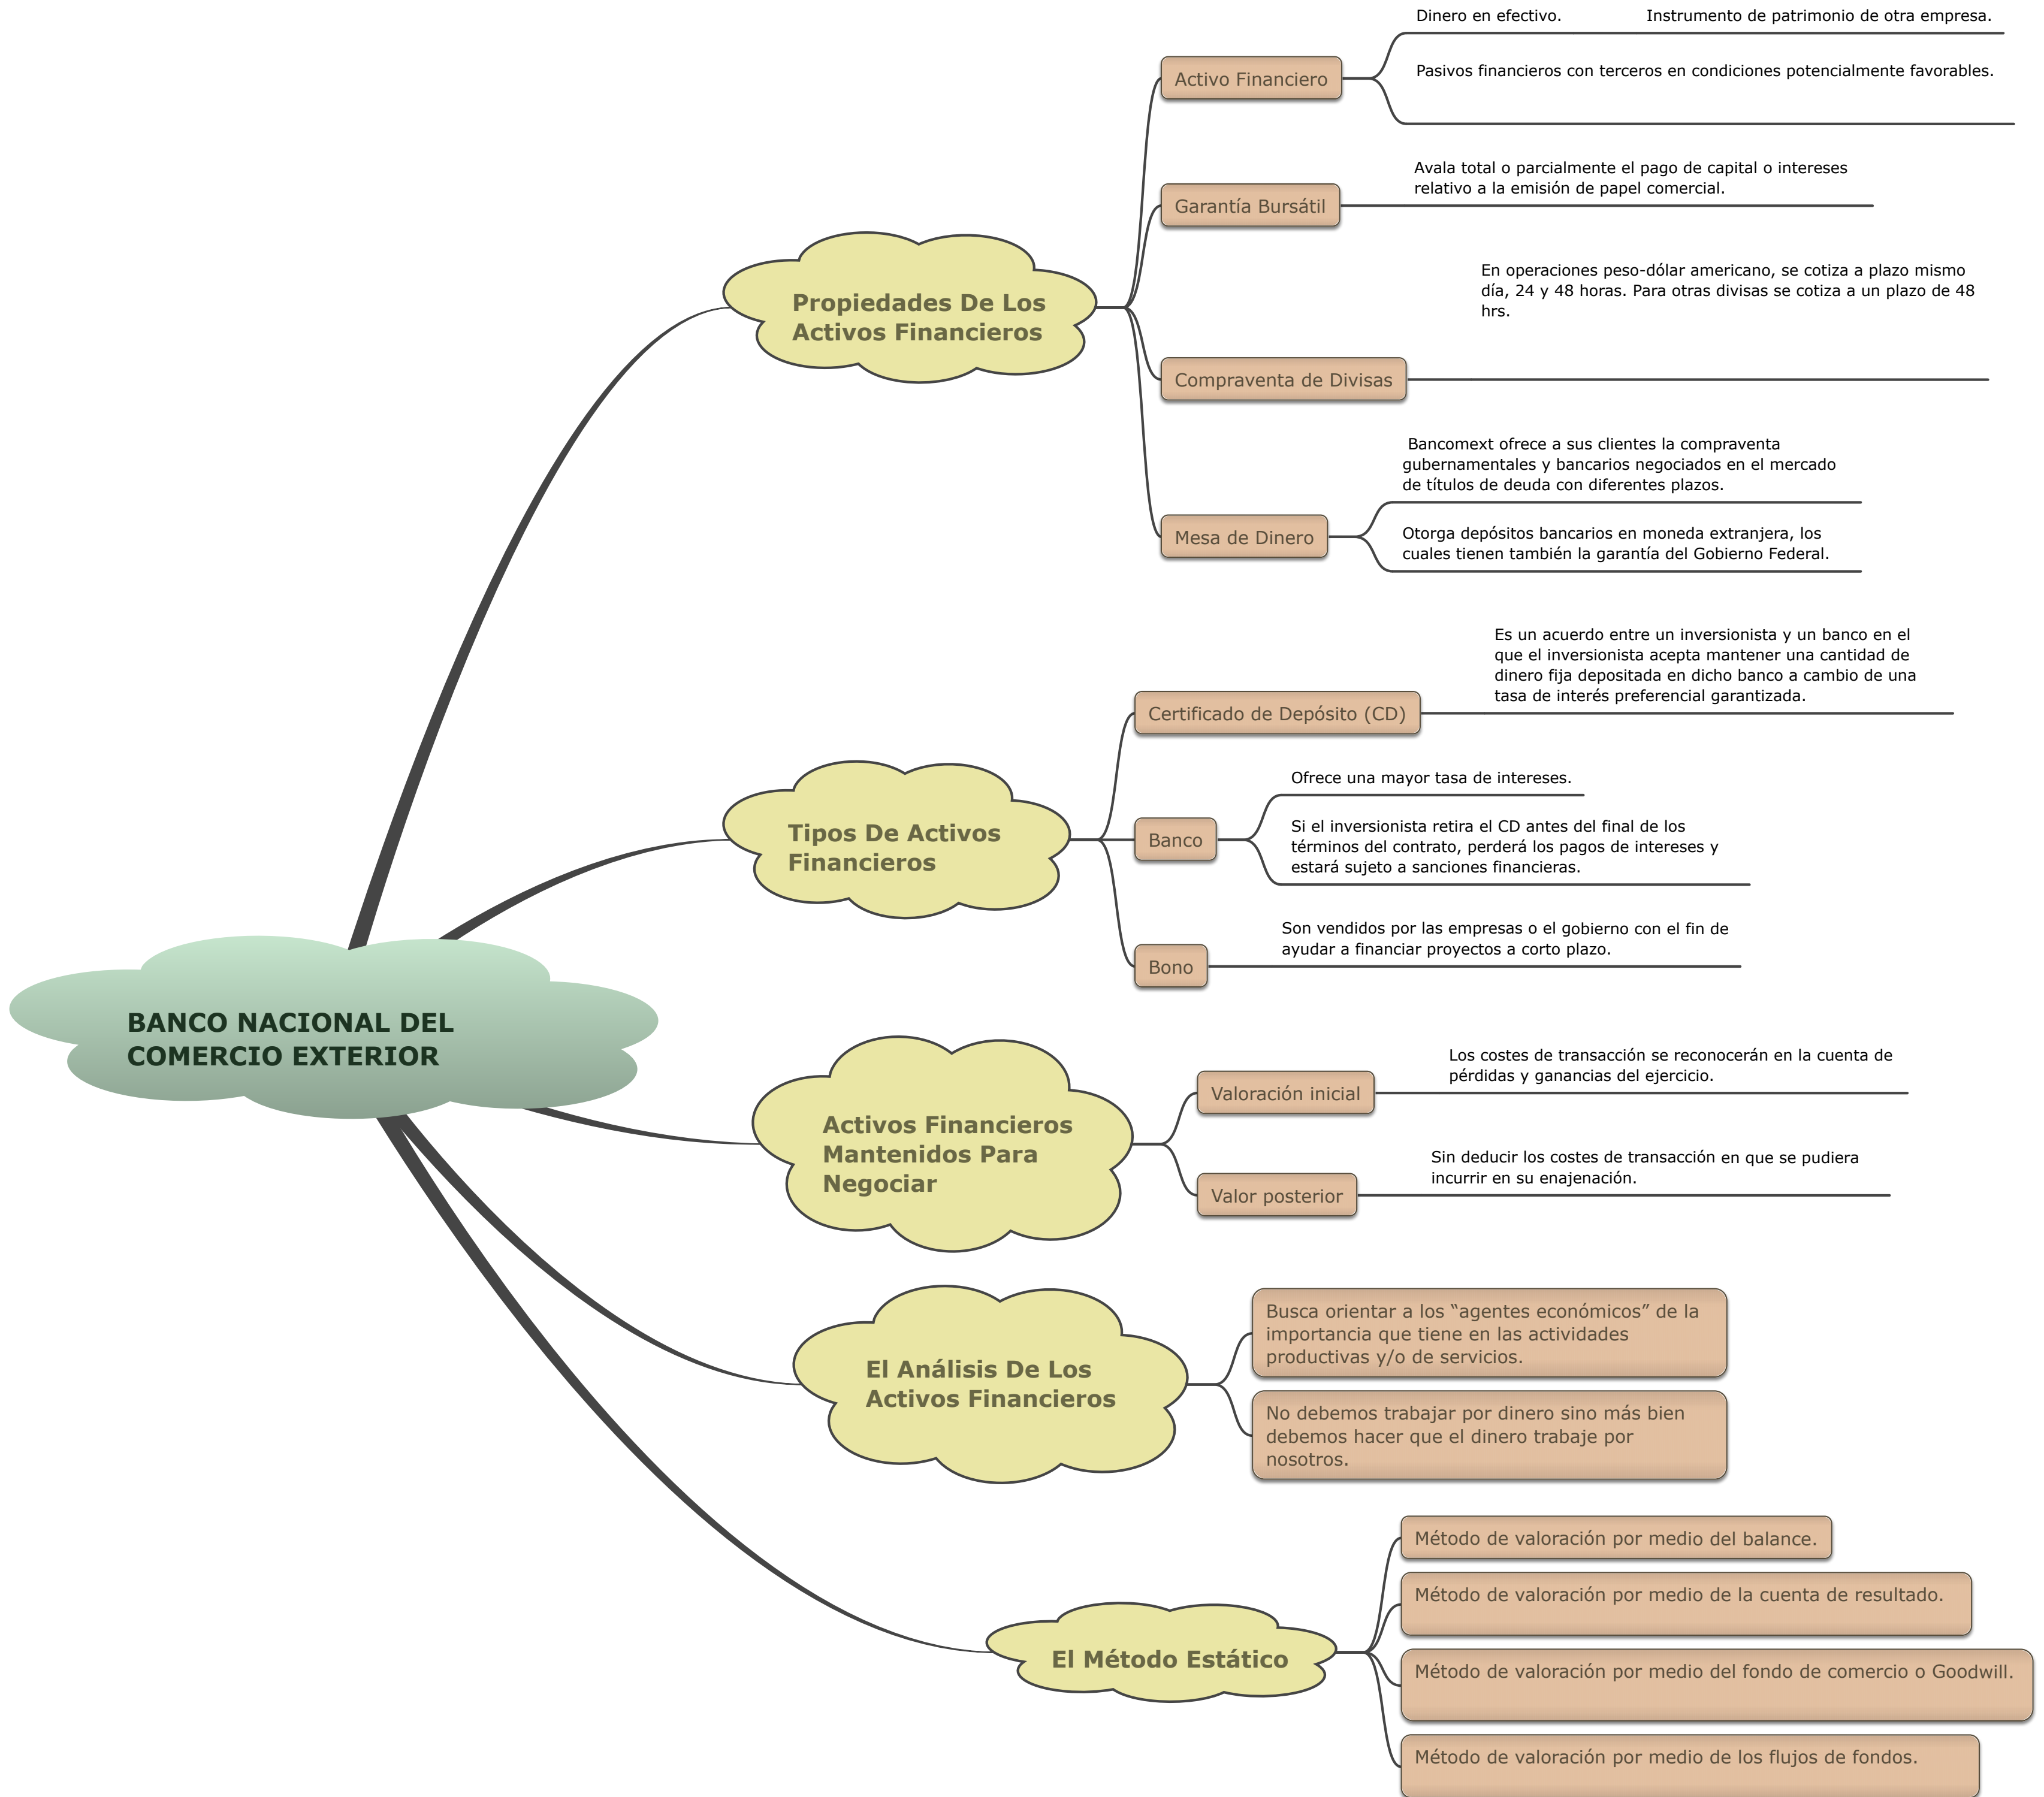 BANCO NACIONAL DEL
COMERCIO EXTERIOR
Propiedades De Los
Activos Financieros
Activo Financiero
Dinero en efectivo. Instrumento de patrimonio de otra empresa.
Pasivos financieros con terceros en condiciones potencialmente favorables.
Garantía Bursátil
Avala total o parcialmente el pago de capital o intereses
relativo a la emisión de papel comercial.
Compraventa de Divisas
En operaciones peso-dólar americano, se cotiza a plazo mismo
día, 24 y 48 horas. Para otras divisas se cotiza a un plazo de 48
hrs.
Mesa de Dinero
Bancomext ofrece a sus clientes la compraventa
gubernamentales y bancarios negociados en el mercado
de títulos de deuda con diferentes plazos.
Otorga depósitos bancarios en moneda extranjera, los
cuales tienen también la garantía del Gobierno Federal.
Tipos De Activos
Financieros
Certificado de Depósito (CD)
Es un acuerdo entre un inversionista y un banco en el
que el inversionista acepta mantener una cantidad de
dinero fija depositada en dicho banco a cambio de una
tasa de interés preferencial garantizada.
Banco
Ofrece una mayor tasa de intereses.
Si el inversionista retira el CD antes del final de los
términos del contrato, perderá los pagos de intereses y
estará sujeto a sanciones financieras.
Bono
Son vendidos por las empresas o el gobierno con el fin de
ayudar a financiar proyectos a corto plazo.
Activos Financieros
Mantenidos Para
Negociar
Valoración inicial
Los costes de transacción se reconocerán en la cuenta de
pérdidas y ganancias del ejercicio.
Valor posterior
Sin deducir los costes de transacción en que se pudiera
incurrir en su enajenación.
El Análisis De Los
Activos Financieros
Busca orientar a los “agentes económicos” de la
importancia que tiene en las actividades
productivas y/o de servicios.
No debemos trabajar por dinero sino más bien
debemos hacer que el dinero trabaje por
nosotros.
El Método Estático
Método de valoración por medio del balance.
Método de valoración por medio de la cuenta de resultado.
Método de valoración por medio del fondo de comercio o Goodwill.
Método de valoración por medio de los flujos de fondos.